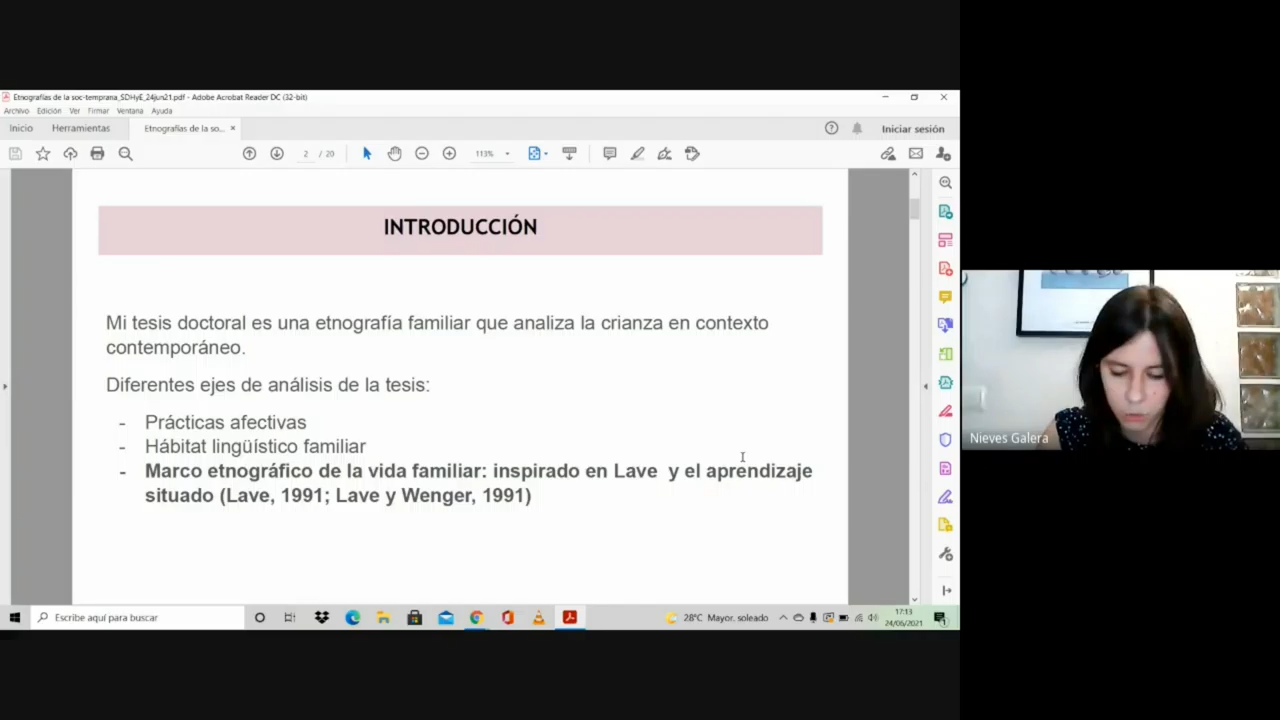 Etnografías de la soc-temprana_SDHyE_24jun21.pdf - Adobe Acrobat Reader DC (32-bit)
Archivo Edición Ver Firmar Ventana Ayuda
Inicio Herramientas Etnografías de la so... × Iniciar sesión
2 / 20 113%
INTRODUCCIÓN
Mi tesis doctoral es una etnografía familiar que analiza la crianza en contexto
contemporáneo.
Diferentes ejes de análisis de la tesis:
- Prácticas afectivas
- Hábitat lingüístico familiar
- Marco etnográfico de la vida familiar: inspirado en Lave y el aprendizaje
situado (Lave, 1991; Lave y Wenger, 1991)
Nieves Galera
Escribe aquí para buscar
28°C Mayor. soleado
17:13
24/06/2021